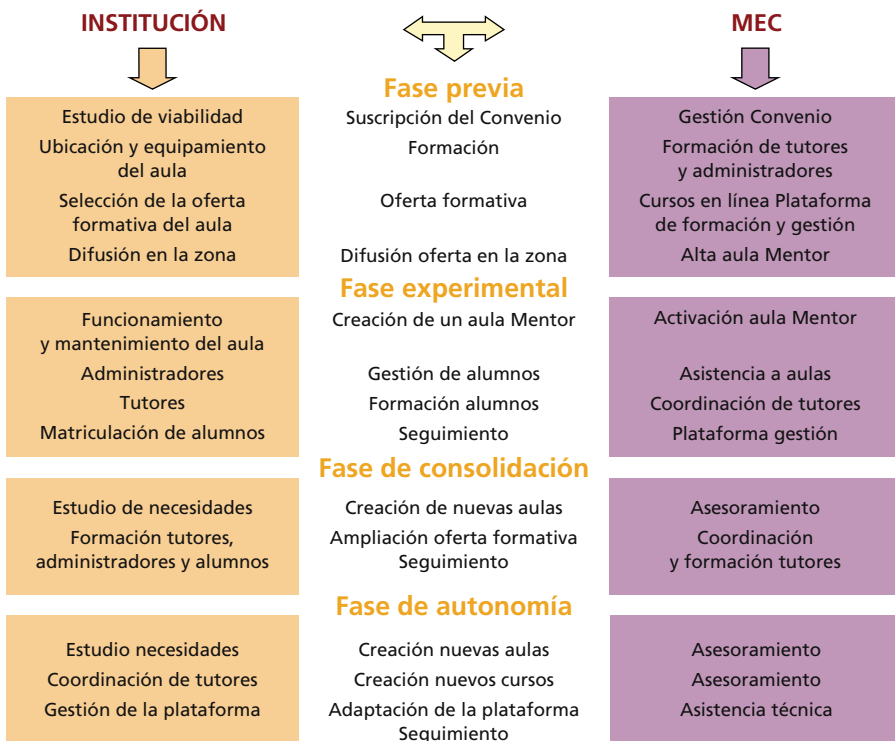 INSTITUCIÓN
MEC
Fase previa
Estudio de viabilidad
Suscripción del Convenio
Gestión Convenio
Ubicación y equipamiento
del aula
Formación
Formación de tutores
y administradores
Selección de la oferta
formativa del aula
Oferta formativa
Cursos en línea Plataforma
de formación y gestión
Difusión en la zona
Difusión oferta en la zona
Alta aula Mentor
Fase experimental
Funcionamiento
y mantenimiento del aula
Creación de un aula Mentor
Activación aula Mentor
Administradores
Gestión de alumnos
Asistencia a aulas
Tutores
Formación alumnos
Coordinación de tutores
Matriculación de alumnos
Seguimiento
Plataforma gestión
Fase de consolidación
Estudio de necesidades
Creación de nuevas aulas
Asesoramiento
Formación tutores,
administradores y alumnos
Ampliación oferta formativa
Seguimiento
Coordinación
y formación tutores
Fase de autonomía
Estudio necesidades
Creación nuevas aulas
Asesoramiento
Coordinación de tutores
Creación nuevos cursos
Asesoramiento
Gestión de la plataforma
Adaptación de la plataforma
Asistencia técnica
Seguimiento